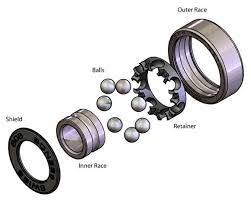 Outer Race
Balls
Retainer
Shield
Inner Race